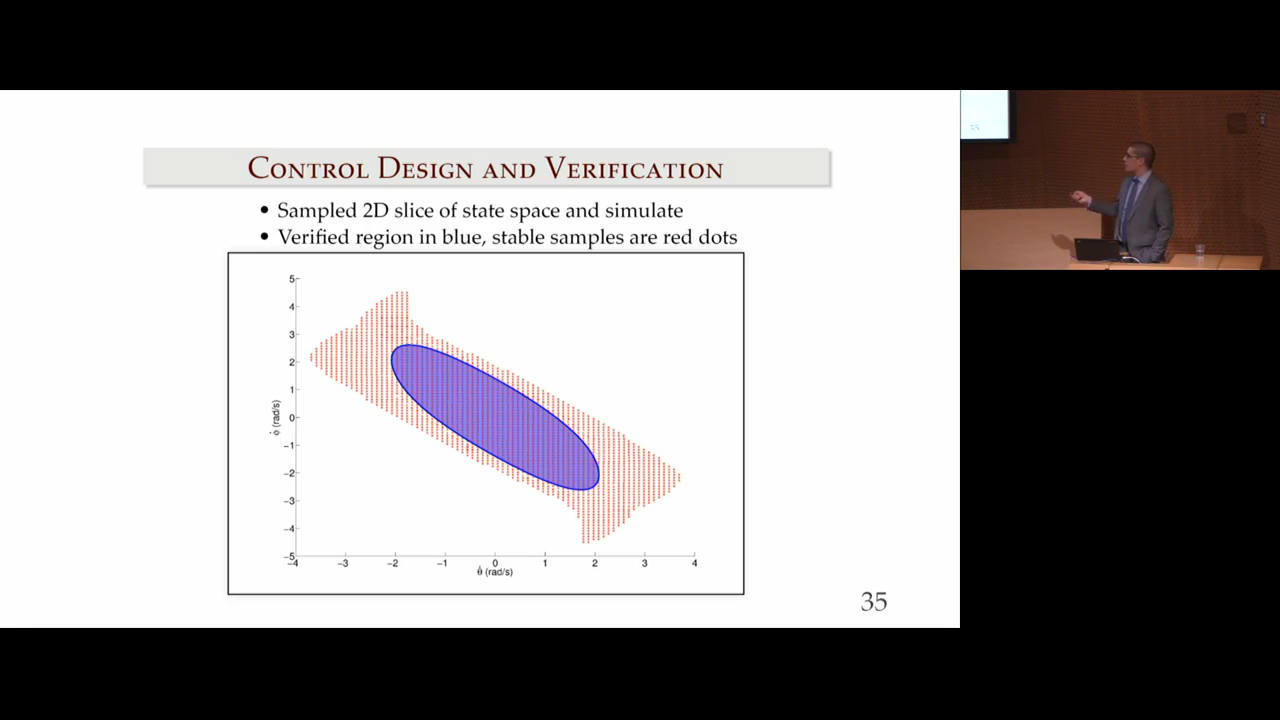 CONTROL DESIGN AND VERIFICATION
• Sampled 2D slice of state space and simulate
• Verified region in blue, stable samples are red dots
5
4
3
2
1
0
−1
−2
−3
−4
−5
φ̇ (rad/s)
−4 −3 −2 −1 0 1 2 3 4
θ̇ (rad/s)
35
35